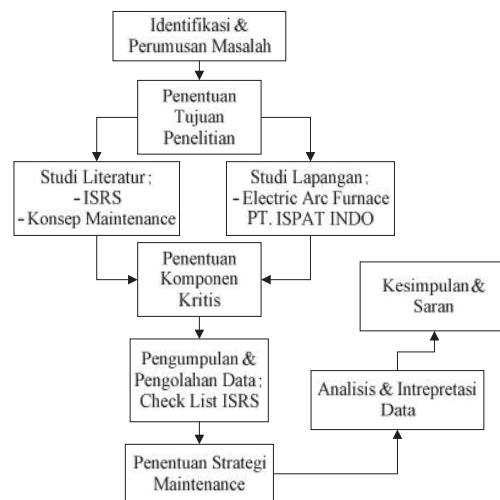 Identifikasi &
Perumusan Masalah
Penentuan
Tujuan
Penelitian
Studi Literatur :
- ISRS
- Konsep Maintenance
Studi Lapangan :
- Electric Arc Furnace
PT. ISPAT INDO
Penentuan
Komponen
Kritis
Pengumpulan &
Pengolahan Data :
Check List ISRS
Penentuan Strategi
Maintenance
Analisis & Intrepretasi
Data
Kesimpulan &
Saran